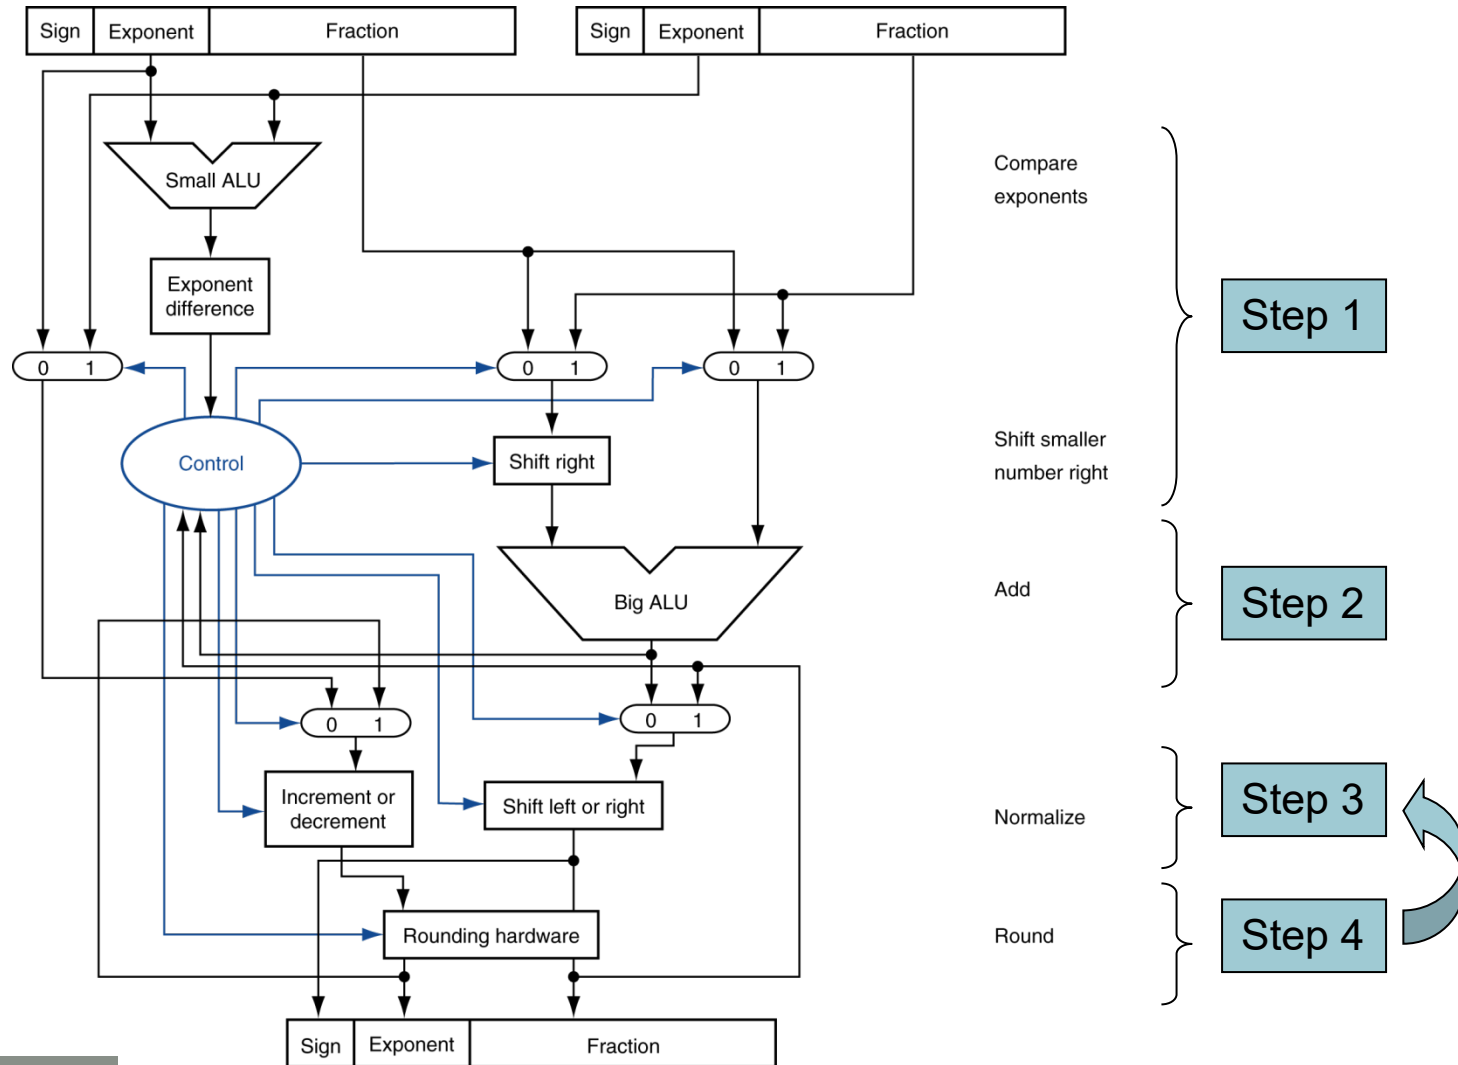 Sign Exponent Fraction Sign Exponent Fraction
Small ALU
Compare
exponents
Exponent
difference
Step 1
0 1 0 1 0 1
Control
Shift right
Shift smaller
number right
Big ALU
Add
Step 2
0 1 0 1
Increment or
decrement
Shift left or right
Normalize
Step 3
Rounding hardware
Round
Step 4
Sign Exponent Fraction